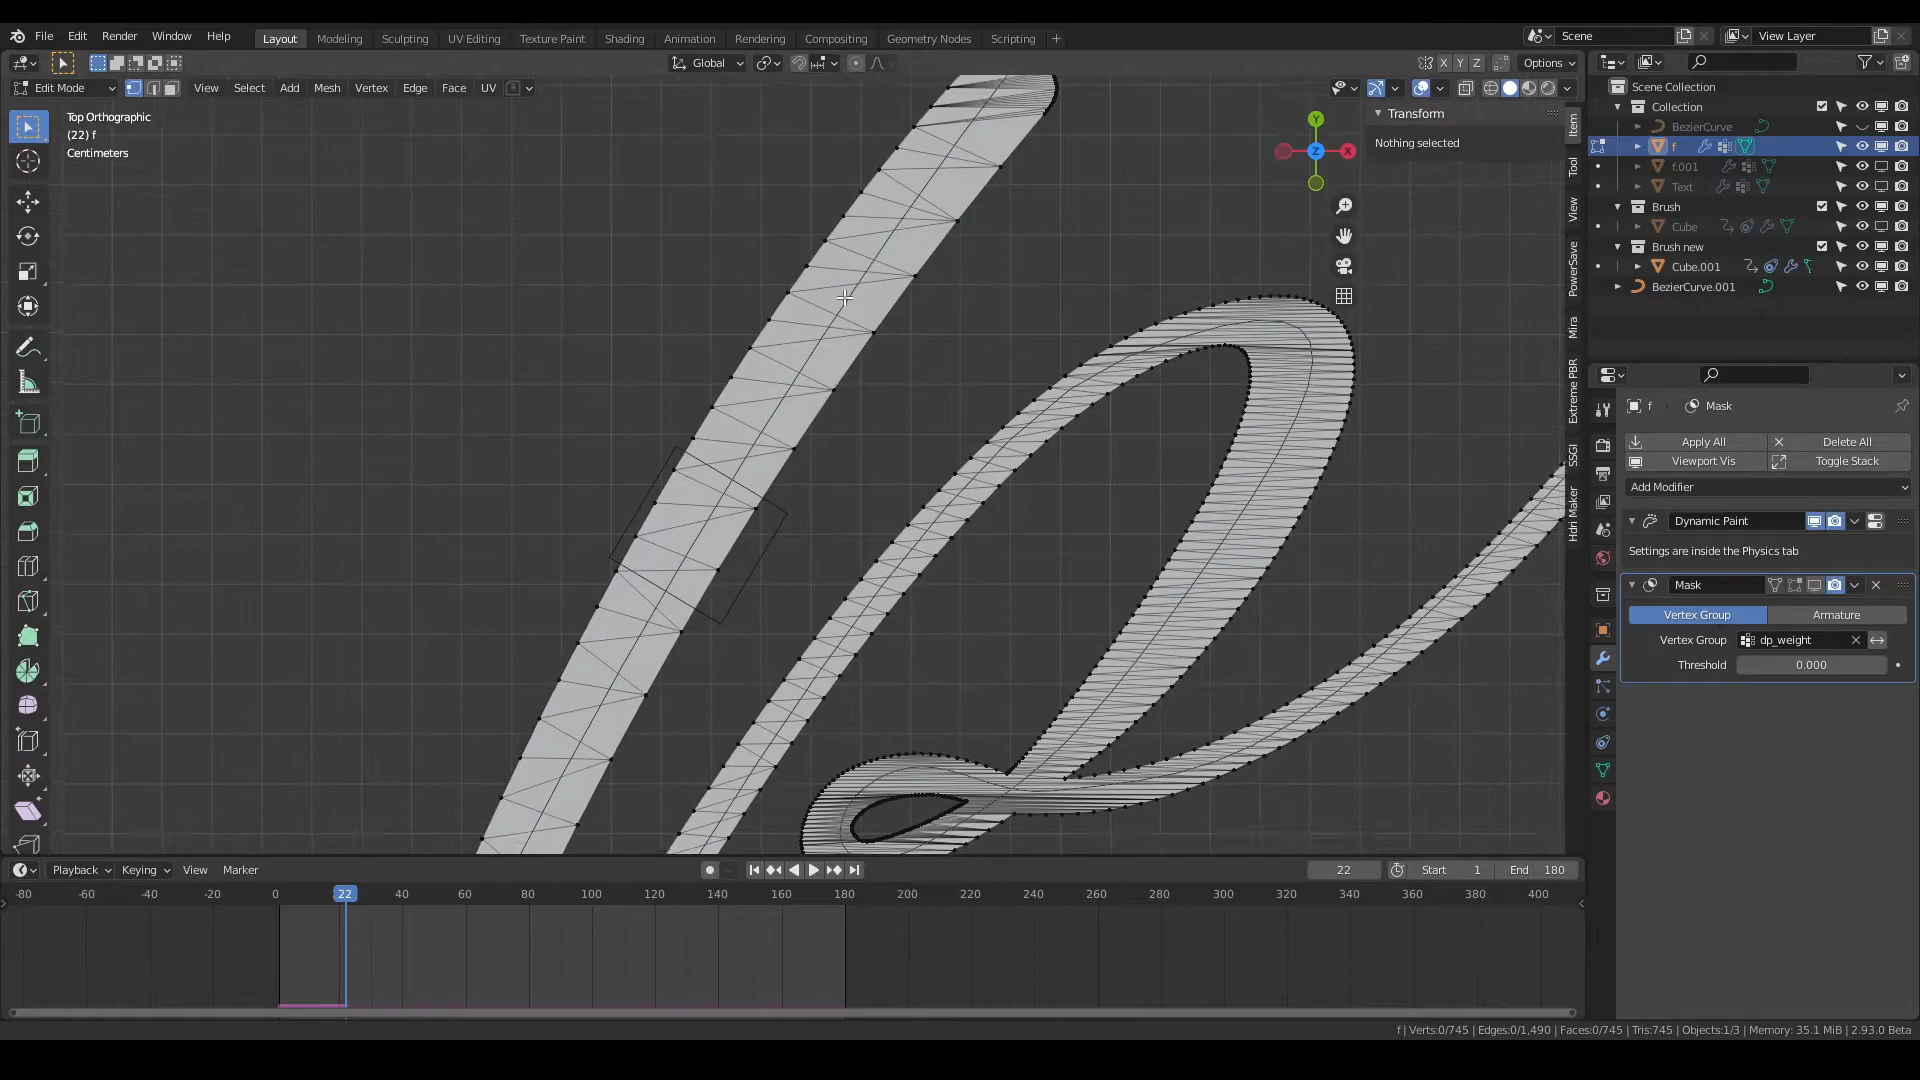 File Edit Render Window Help Layout Modeling Sculpting UV Editing Texture Paint Shading Animation Rendering Compositing Geometry Nodes Scripting + Scene View Layer
Global X Y Z Options
Edit Mode View Select Add Mesh Vertex Edge Face UV
Top Orthographic
(22) f
Centimeters
Transform
Nothing selected
Y
Z
X
Item
Tool
View
PowerSave
Mira
Extreme PBR
SSGI
Hdri Maker
Scene Collection
Collection
BezierCurve
f
f.001
Text
Brush
Cube
Brush new
Cube.001
BezierCurve.001
f Mask
Apply All Delete All
Viewport Vis Toggle Stack
Add Modifier
Dynamic Paint
Settings are inside the Physics tab
Mask
Vertex Group Armature
Vertex Group dp_weight
Threshold 0.000
Playback Keying View Marker 22 Start 1 End 180
-80 -60 -40 -20 0 22 40 60 80 100 120 140 160 180 200 220 240 260 280 300 320 340 360 380 400
f | Verts:0/745 | Edges:0/1,490 | Faces:0/745 | Tris:745 | Objects:1/3 | Memory: 35.1 MiB | 2.93.0 Beta